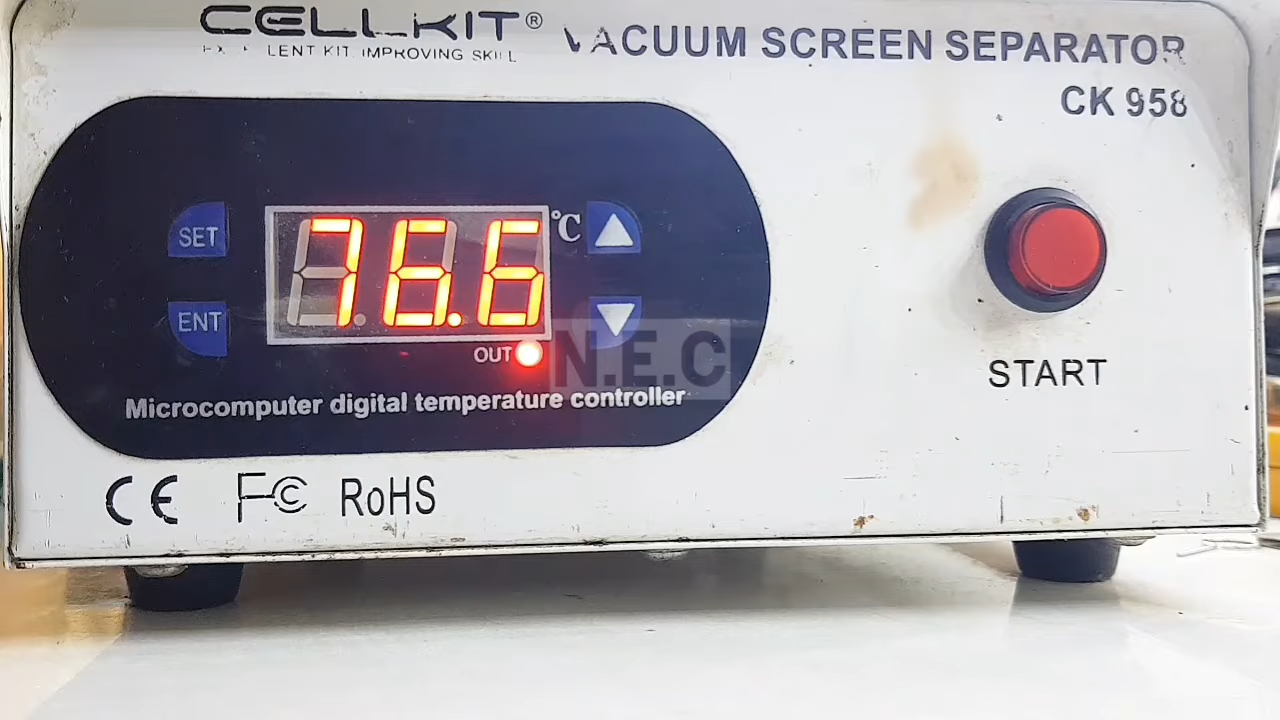 CELLKIT®
LENT KIT. IMPROVING SKILL
VACUUM SCREEN SEPARATOR
CK 958
SET
76.6
°C
ENT
OUT
N.E.C
Microcomputer digital temperature controller
START
CE FC RoHS